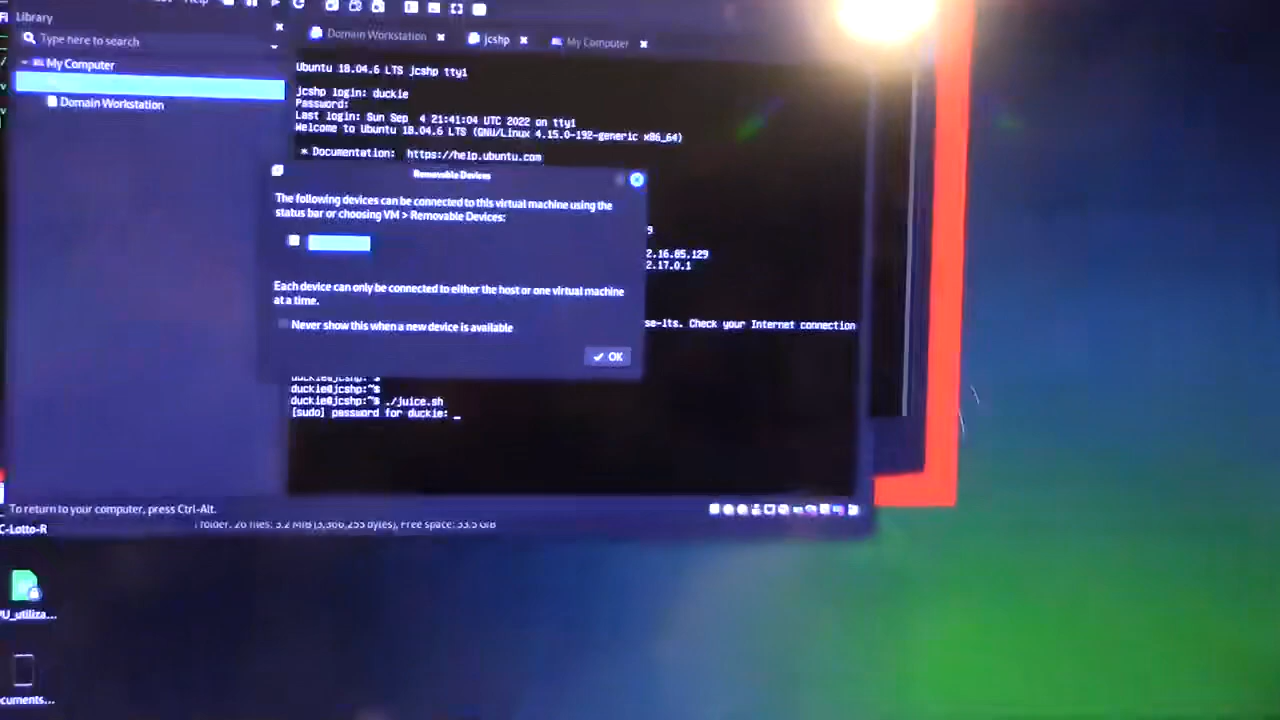 Library
Type here to search
My Computer
Domain Workstation
Domain Workstation
jcshp
My Computer
Ubuntu 18.04.6 LTS jcshp tty1
jcshp login: duckie
Password:
Last login: Sun Sep 4 21:41:04 UTC 2022 on tty1
Welcome to Ubuntu 18.04.6 LTS (GNU/Linux 4.15.0-192-generic x86_64)
* Documentation: https://help.ubuntu.com
Removable Devices
The following devices can be connected to this virtual machine using the
status bar or choosing VM > Removable Devices:
9
2.16.85.129
2.17.0.1
Each device can only be connected to either the host or one virtual machine
at a time.
Never show this when a new device is available
se-lts. Check your Internet connection
OK
duckie@jcshp:~$
duckie@jcshp:~$
duckie@jcshp:~$ ./juice.sh
[sudo] password for duckie: _
To return to your computer, press Ctrl-Alt.
C-Lotto-R
PU_utiliza...
cuments...